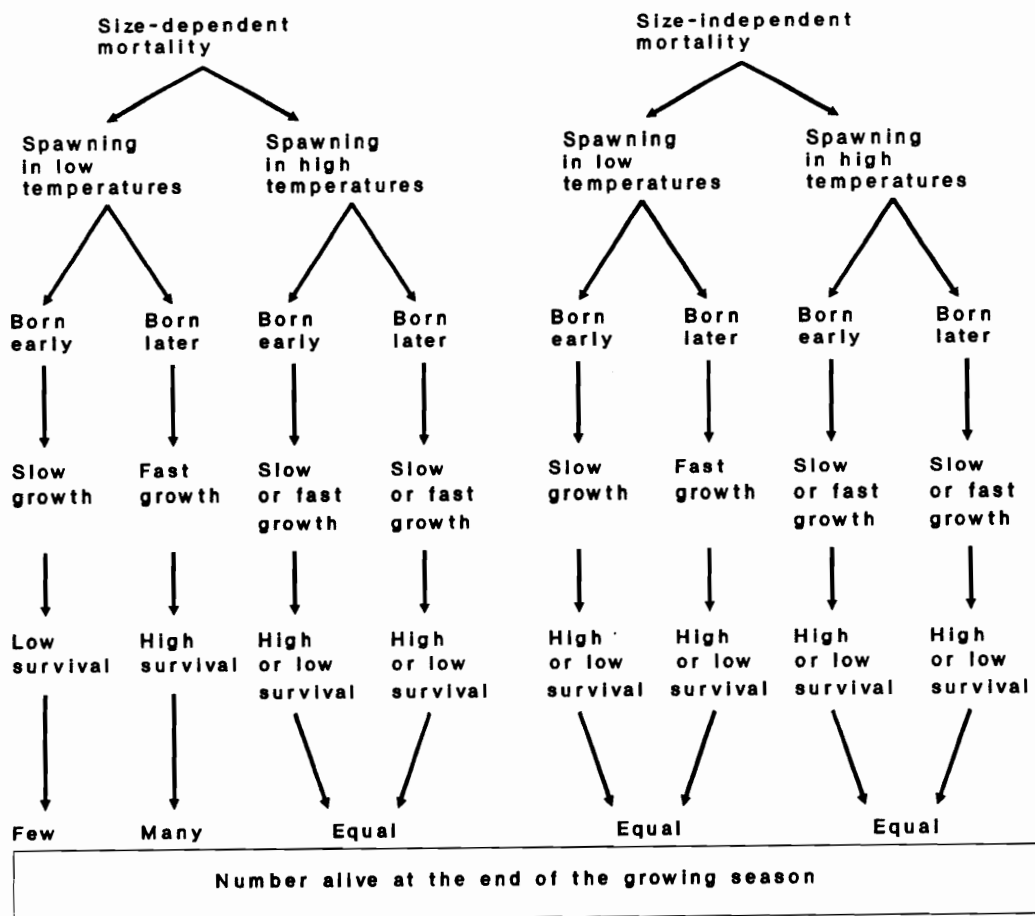 Size-dependent
mortality
Size-independent
mortality
Spawning
in low
temperatures
Spawning
in high
temperatures
Spawning
in low
temperatures
Spawning
in high
temperatures
Born
early
Born
later
Born
early
Born
later
Born
early
Born
later
Born
early
Born
later
Slow
growth
Fast
growth
Slow
or fast
growth
Slow
or fast
growth
Slow
growth
Fast
growth
Slow
or fast
growth
Slow
or fast
growth
Low
survival
High
survival
High
or low
survival
High
or low
survival
High
or low
survival
High
or low
survival
High
or low
survival
High
or low
survival
Few
Many
Equal
Equal
Equal
Number alive at the end of the growing season